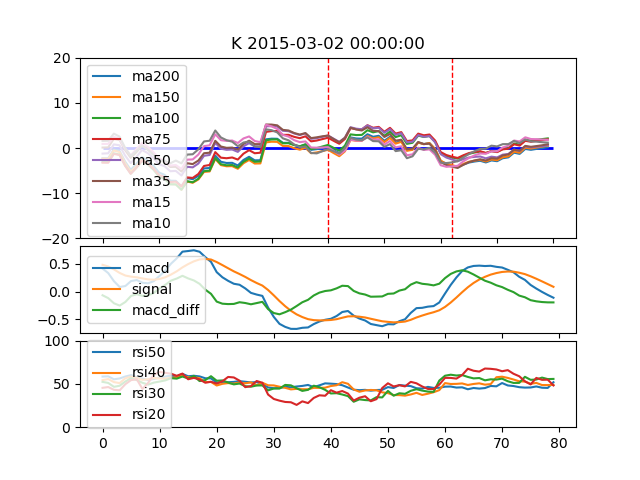 K 2015-03-02 00:00:00
20
10
0
−10
−20
ma200
ma150
ma100
ma75
ma50
ma35
ma15
ma10
0.5
0.0
−0.5
macd
signal
macd_diff
100
50
0
rsi50
rsi40
rsi30
rsi20
0 10 20 30 40 50 60 70 80